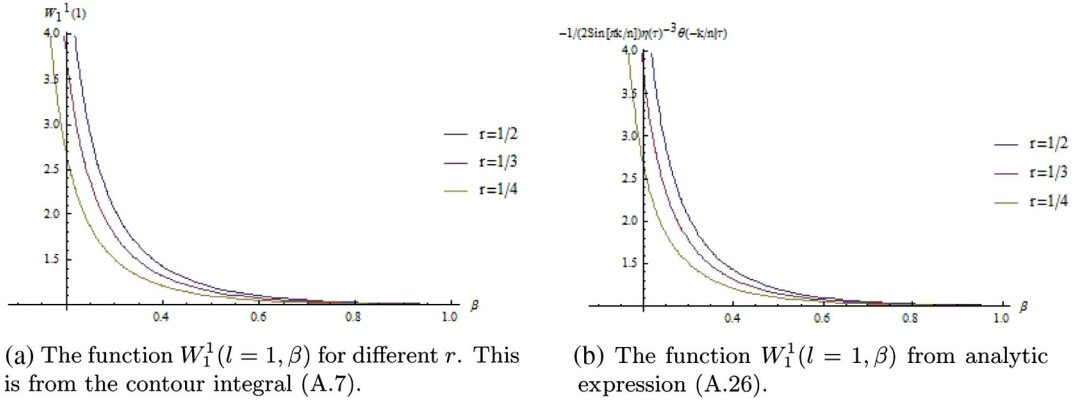 W₁¹(1)
4.0
3.5
3.0
2.5
2.0
1.5
0.4
0.6
0.8
1.0
β
r=1/2
r=1/3
r=1/4
(a) The function W₁¹(l = 1, β) for different r. This
is from the contour integral (A.7).
−1/(2Sin[πk/n])η(τ)⁻³θ(−k/n|τ)
4.0
3.5
3.0
2.5
2.0
1.5
0.4
0.6
0.8
1.0
β
r=1/2
r=1/3
r=1/4
(b) The function W₁¹(l = 1, β) from analytic
expression (A.26).